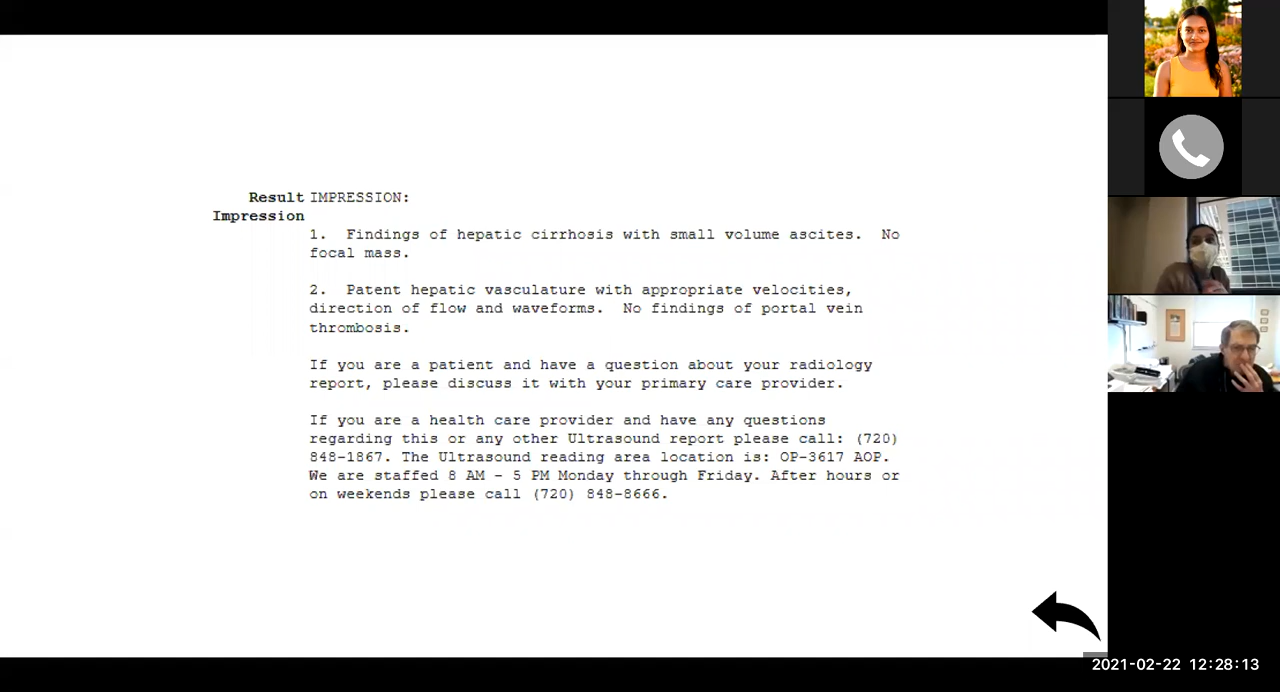 Result IMPRESSION:
Impression
1. Findings of hepatic cirrhosis with small volume ascites. No
focal mass.
2. Patent hepatic vasculature with appropriate velocities,
direction of flow and waveforms. No findings of portal vein
thrombosis.
If you are a patient and have a question about your radiology
report, please discuss it with your primary care provider.
If you are a health care provider and have any questions
regarding this or any other Ultrasound report please call: (720)
848-1867. The Ultrasound reading area location is: OP-3617 AOP.
We are staffed 8 AM - 5 PM Monday through Friday. After hours or
on weekends please call (720) 848-8666.
2021-02-22 12:28:13